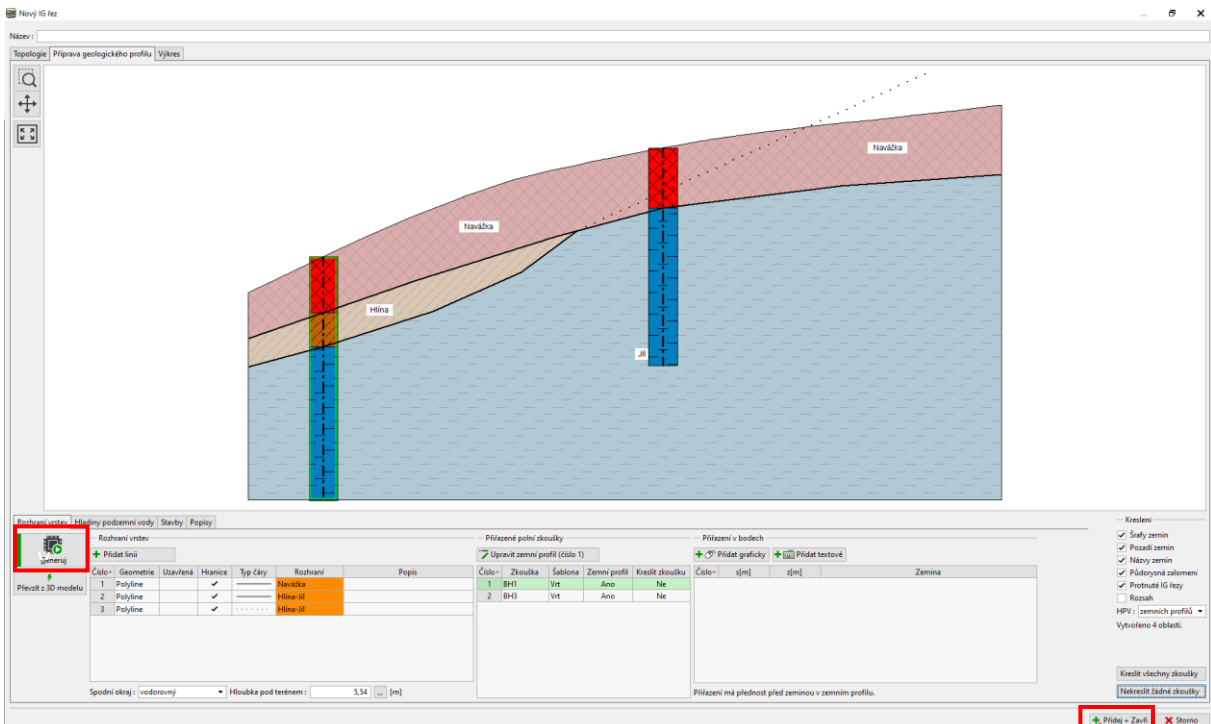 Nový IG řez
Název :
Topologie Příprava geologického profilu Výkres
Navážka
Navážka
Hlína
Jíl
Rozhraní vrstev Hladiny podzemní vody Stavby Popisy
Generuj
Převzít z 3D modelu
Rozhraní vrstev
Přidat linii
Číslo Geometrie Uzavřená Hranice Typ čáry Rozhraní Popis
1 Polyline Navážka
2 Polyline Hlína-Jíl
3 Polyline Hlína-Jíl
Spodní okraj : vodorovný Hloubka pod terénem : 5,54 ... [m]
Přiřazené polní zkoušky
Upravit zemní profil (číslo 1)
Číslo Zkouška Šablona Zemní profil Kreslit zkoušku
1 BH1 Vrt Ano Ne
2 BH3 Vrt Ano Ne
Přiřazení v bodech
Přidat graficky Přidat textově
Číslo s[m] z[m] Zemina
Přiřazení má přednost před zeminou v zemním profilu.
Kreslení
Šrafy zemin
Pozadí zemin
Názvy zemin
Půdorysná zalomení
Protnuté IG řezy
Rozsah
HPV : zemních profilů
Vytvořeno 4 oblastí.
Kreslit všechny zkoušky
Nekreslit žádné zkoušky
Přidej + Zavři Storno